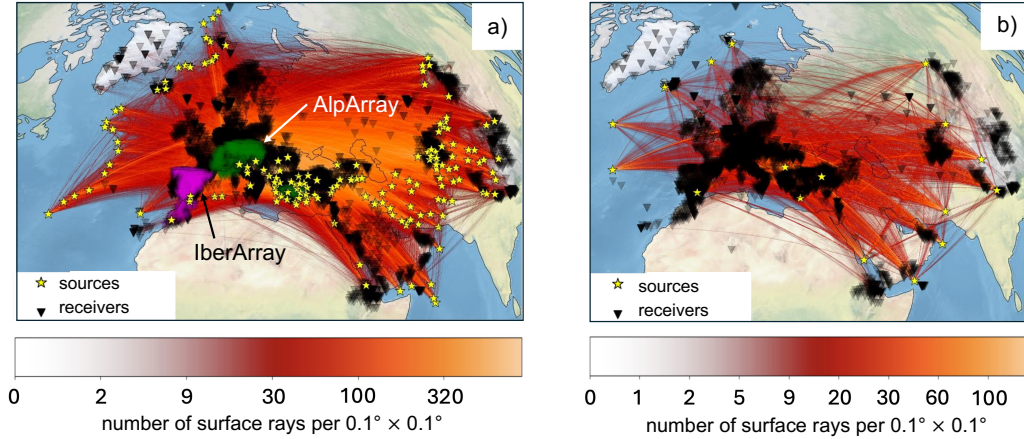 a)
AlpArray
IberArray
sources
receivers
0 2 9 30 100 320
number of surface rays per 0.1° × 0.1°
b)
sources
receivers
0 1 2 5 9 20 30 60 100
number of surface rays per 0.1° × 0.1°